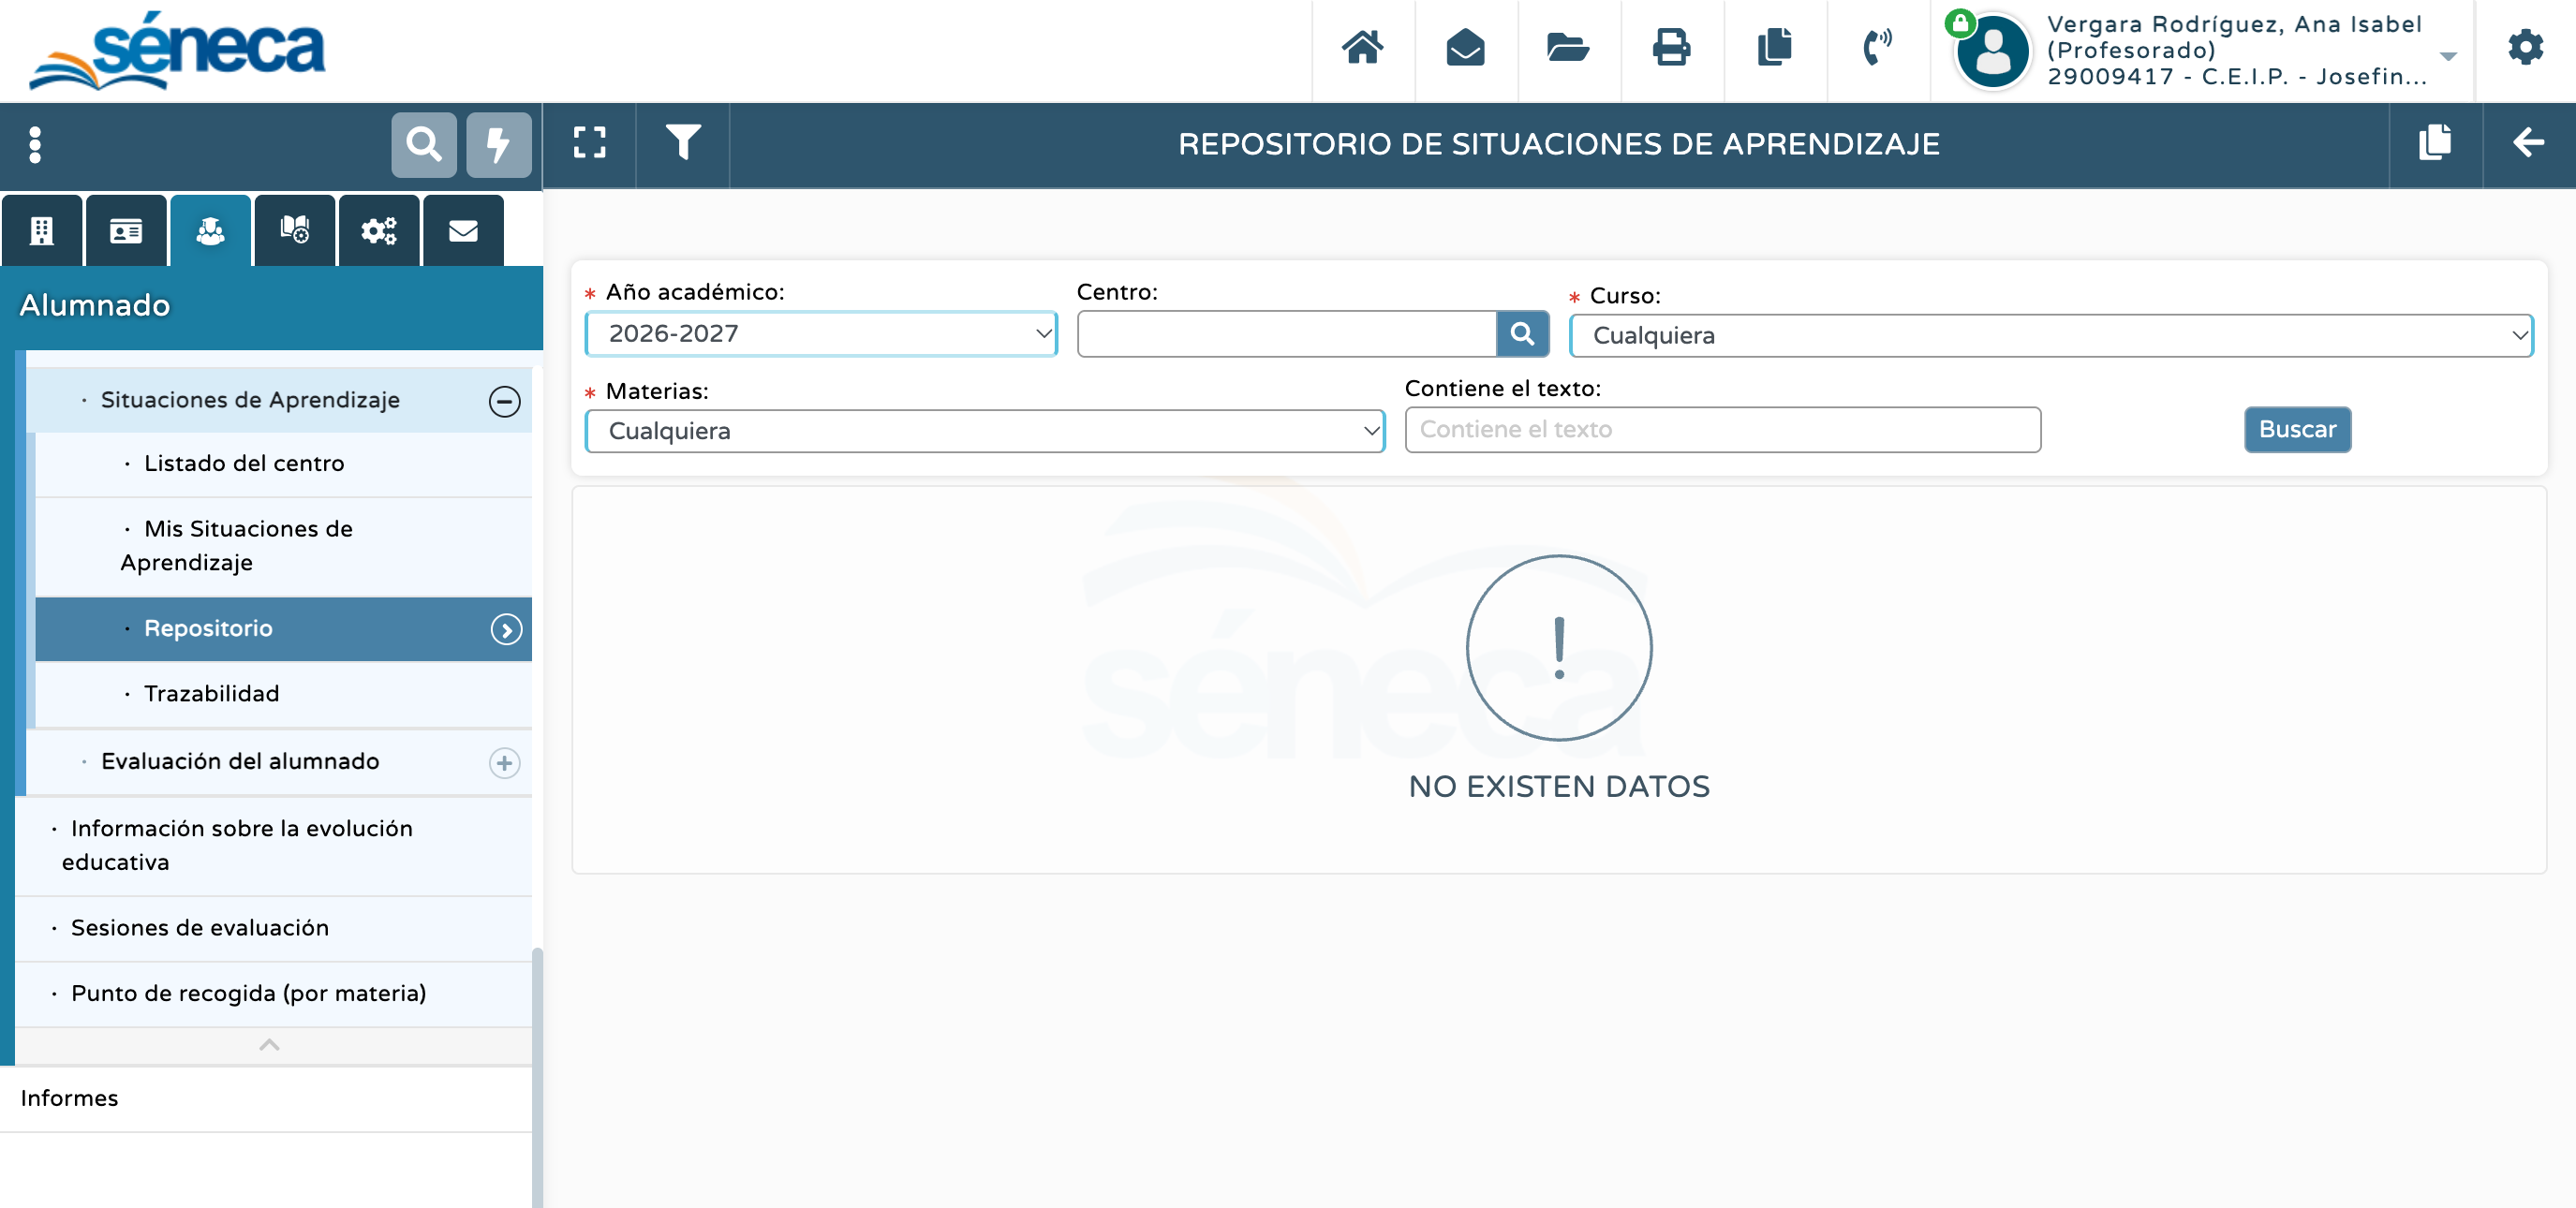 séneca
Vergara Rodríguez, Ana Isabel
(Profesorado)
29009417 - C.E.I.P. - Josefin...
REPOSITORIO DE SITUACIONES DE APRENDIZAJE
Alumnado
· Situaciones de Aprendizaje
· Listado del centro
· Mis Situaciones de
Aprendizaje
· Repositorio
· Trazabilidad
· Evaluación del alumnado
· Información sobre la evolución
educativa
· Sesiones de evaluación
· Punto de recogida (por materia)
Informes
* Año académico:
2026-2027
Centro:
* Curso:
Cualquiera
* Materias:
Cualquiera
Contiene el texto:
Contiene el texto
Buscar
séneca
!
NO EXISTEN DATOS